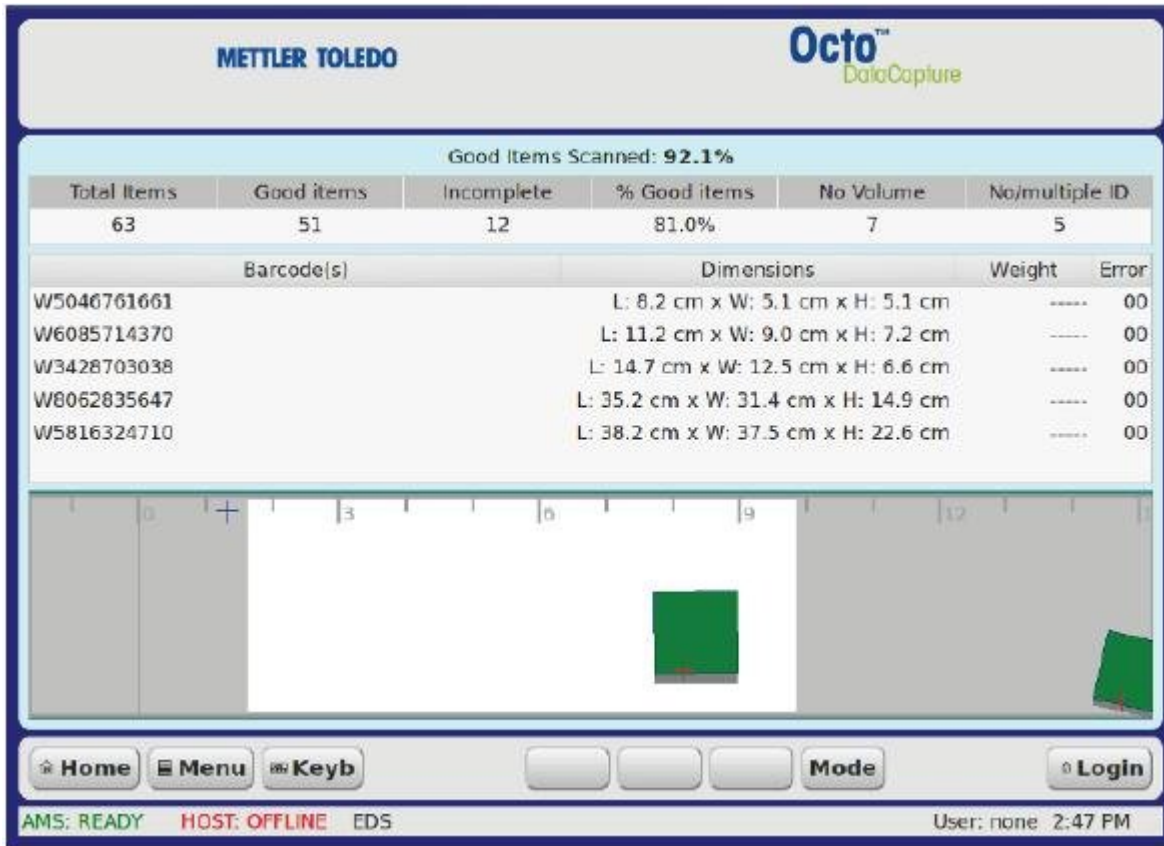 METTLER TOLEDO
Octo™
DataCapture
Good Items Scanned: 92.1%
Total Items Good items Incomplete % Good items No Volume No/multiple ID
63 51 12 81.0% 7 5
Barcode(s) Dimensions Weight Error
W5046761661 L: 8.2 cm x W: 5.1 cm x H: 5.1 cm ----- 00
W6085714370 L: 11.2 cm x W: 9.0 cm x H: 7.2 cm ----- 00
W3428703038 L: 14.7 cm x W: 12.5 cm x H: 6.6 cm ----- 00
W8062835647 L: 35.2 cm x W: 31.4 cm x H: 14.9 cm ----- 00
W5816324710 L: 38.2 cm x W: 37.5 cm x H: 22.6 cm ----- 00
0 3 6 9 12
Home Menu Keyb Mode Login
AMS: READY HOST: OFFLINE EDS User: none 2:47 PM